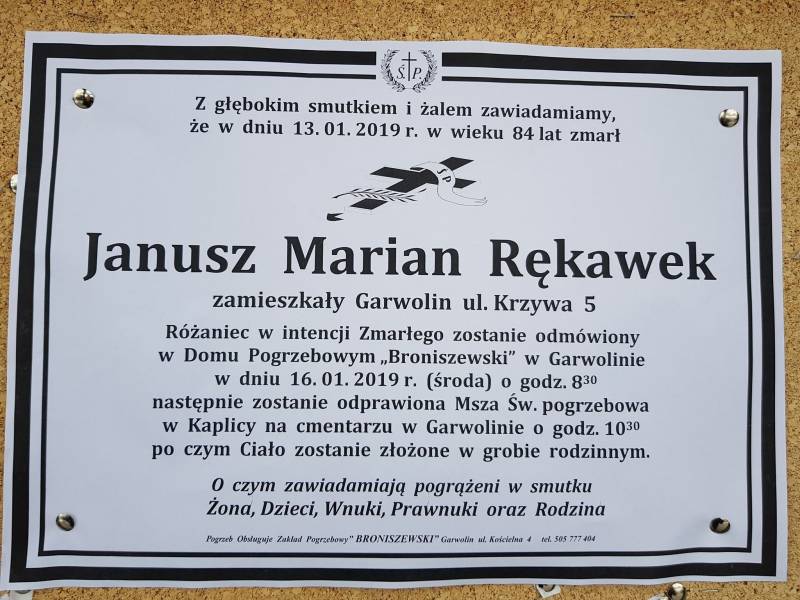 Ś. P.
Z głębokim smutkiem i żalem zawiadamiamy,
że w dniu 13.01.2019 r. w wieku 84 lat zmarł
Ś P
Janusz Marian Rękawek
zamieszkały Garwolin ul. Krzywa 5
Różaniec w intencji Zmarłego zostanie odmówiony
w Domu Pogrzebowym „Broniszewski” w Garwolinie
w dniu 16.01.2019 r. (środa) o godz. 8³⁰
następnie zostanie odprawiona Msza Św. pogrzebowa
w Kaplicy na cmentarzu w Garwolinie o godz. 10³⁰
po czym Ciało zostanie złożone w grobie rodzinnym.
O czym zawiadamiają pogrążeni w smutku
Żona, Dzieci, Wnuki, Prawnuki oraz Rodzina
Pogrzeb Obsługuje Zakład Pogrzebowy” BRONISZEWSKI” Garwolin ul. Kościelna 4 tel. 505 777 404